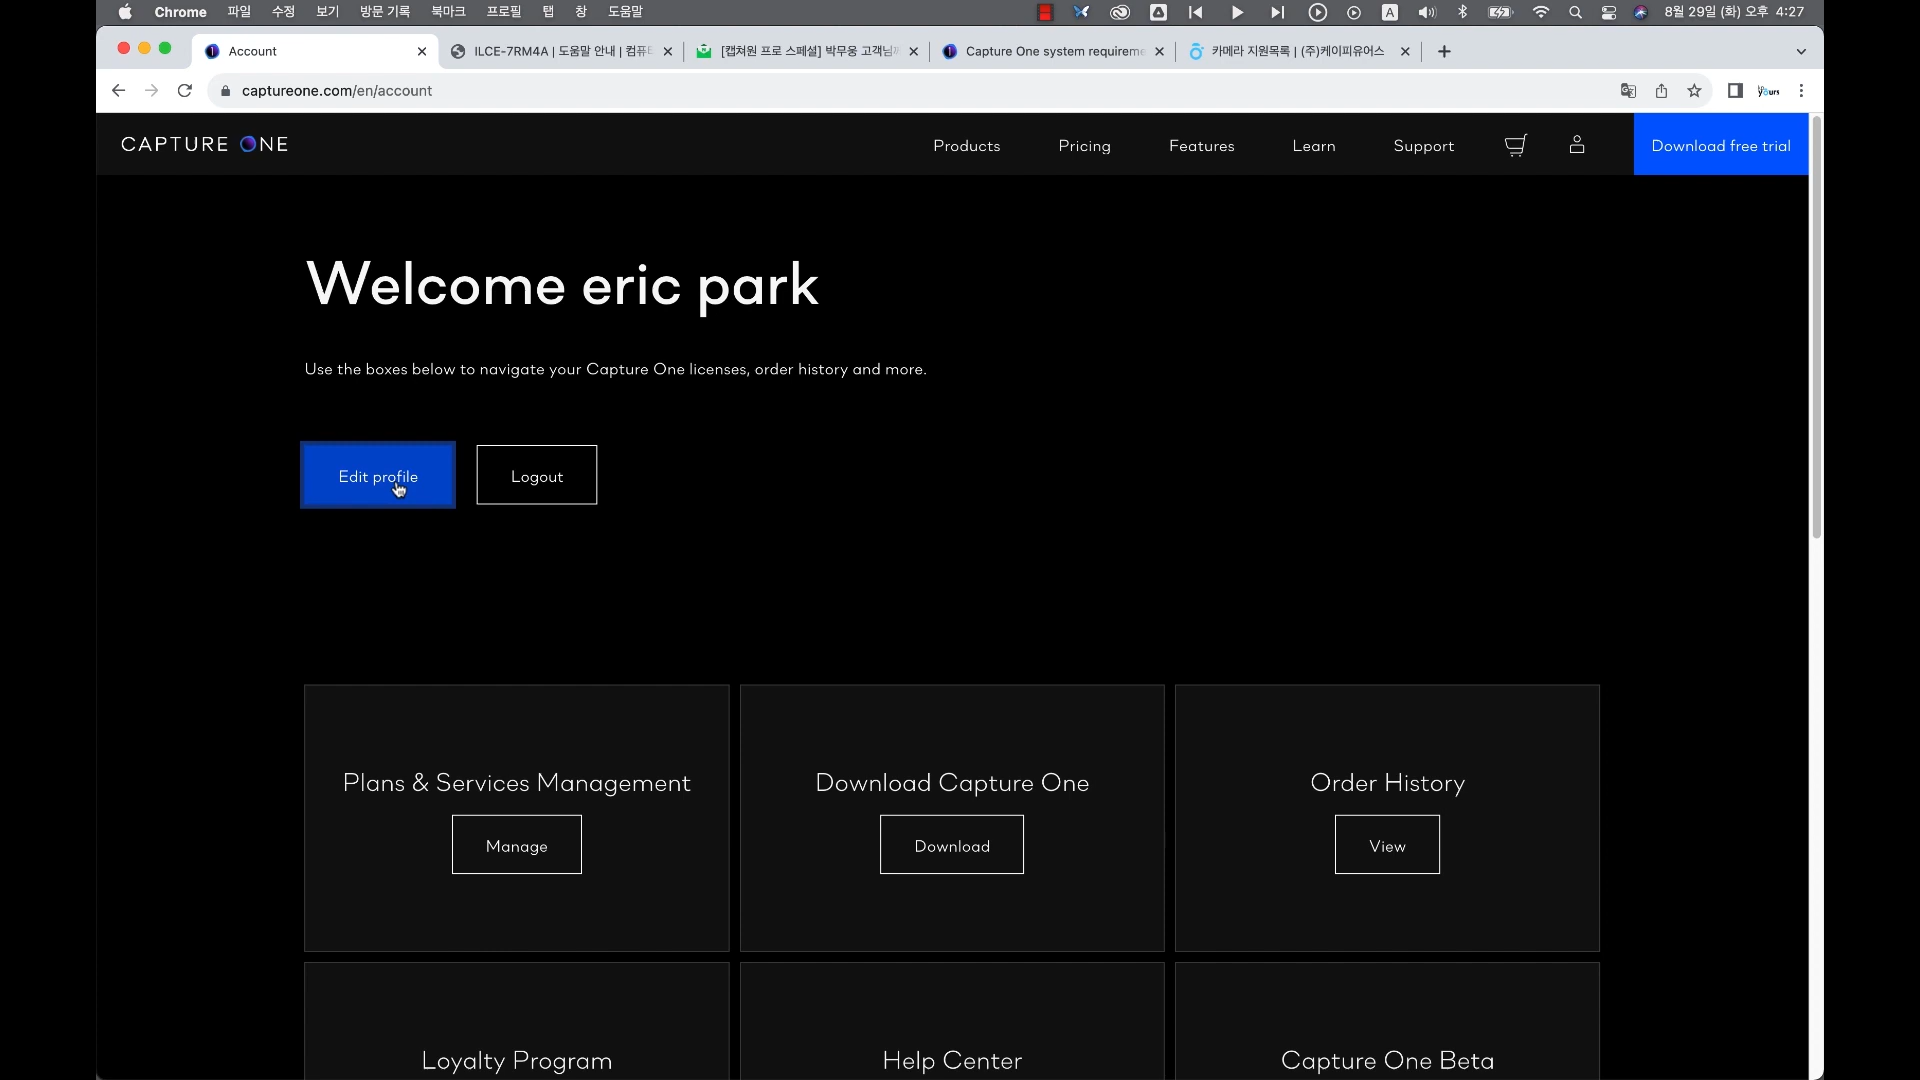 Chrome 파일 수정 보기 방문 기록 북마크 프로필 탭 창 도움말 A 8월 29일 (화) 오후 4:27
Account ILCE-7RM4A | 도움말 안내 | 컴퓨터 [캡쳐원 프로 스페셜] 박무웅 고객님 Capture One system requireme 카메라 지원목록 | (주)케이피유어스
captureone.com/en/account
CAPTURE ONE Products Pricing Features Learn Support Download free trial
Welcome eric park
Use the boxes below to navigate your Capture One licenses, order history and more.
Edit profile Logout
Plans & Services Management Download Capture One Order History
Manage Download View
Loyalty Program Help Center Capture One Beta